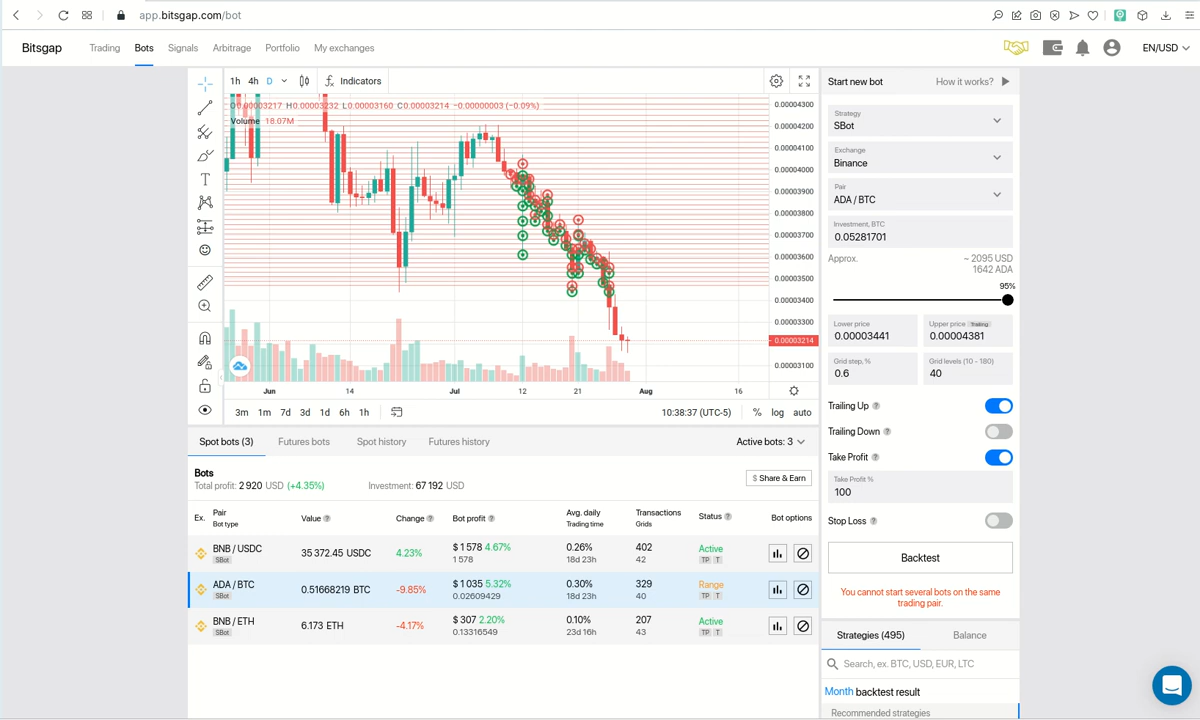 app.bitsgap.com/bot
Bitsgap
Trading
Bots
Signals
Arbitrage
Portfolio
My exchanges
EN/USD
1h 4h D
Indicators
O0.00003217 H0.00003232 L0.00003160 C0.00003214 −0.00000003 (−0.09%)
Volume 18.07M
0.00004300
0.00004200
0.00004100
0.00004000
0.00003900
0.00003800
0.00003700
0.00003600
0.00003500
0.00003400
0.00003300
0.00003214
0.00003100
Jun 14 Jul 12 21 Aug 16
3m 1m 7d 3d 1d 6h 1h
10:38:37 (UTC-5)
% log auto
Spot bots (3)
Futures bots
Spot history
Futures history
Active bots: 3
Bots
Total profit: 2 920 USD (+4.35%)
Investment: 67 192 USD
$ Share & Earn
Ex.
Pair
Bot type
Value
Change
Bot profit
Avg. daily
Trading time
Transactions
Grids
Status
Bot options
BNB / USDC
SBot
35 372.45 USDC
4.23%
$ 1 578 4.67%
1 578
0.26%
18d 23h
402
42
Active
TP T
ADA / BTC
SBot
0.51668219 BTC
-9.85%
$ 1 035 5.32%
0.02609429
0.30%
18d 23h
329
40
Range
TP T
BNB / ETH
SBot
6.173 ETH
-4.17%
$ 307 2.20%
0.13316549
0.10%
23d 16h
207
43
Active
TP T
Start new bot
How it works?
Strategy
SBot
Exchange
Binance
Pair
ADA / BTC
Investment, BTC
0.05281701
Approx.
~ 2095 USD
1642 ADA
95%
Lower price
0.00003441
Upper price Trailing
0.00004381
Grid step, %
0.6
Grid levels (10 - 180)
40
Trailing Up
Trailing Down
Take Profit
Take Profit %
100
Stop Loss
Backtest
You cannot start several bots on the same
trading pair.
Strategies (495)
Balance
Search, ex. BTC, USD, EUR, LTC
Month backtest result
Recommended strategies